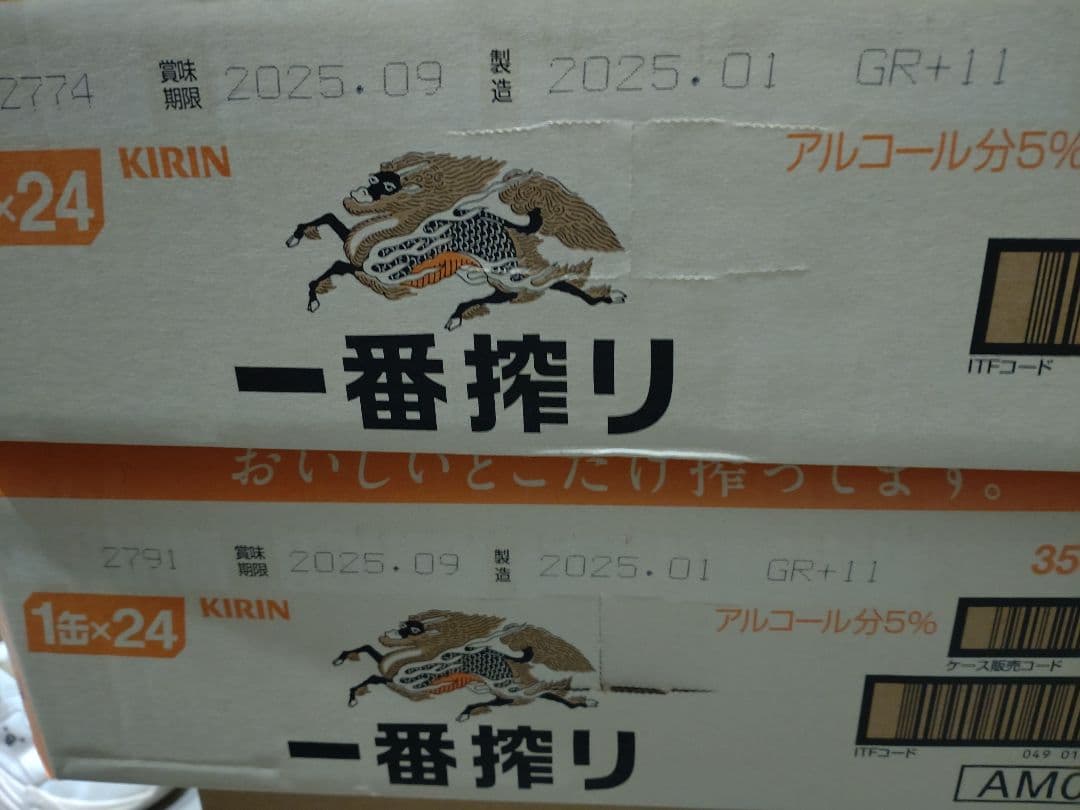 2774 賞味期限 2025.09 製造 2025.01 GR+11
×24 KIRIN アルコール分5%
一番搾り
ITFコード
おいしいとこだけ搾ってます。
2791 賞味期限 2025.09 製造 2025.01 GR+11
35
1缶×24 KIRIN アルコール分5%
ケース販売コード
一番搾り
ITFコード
049 01
AM